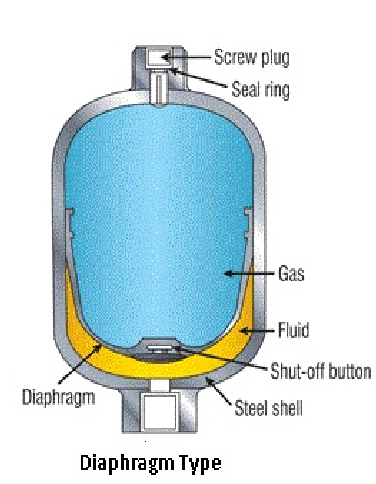 Screw plug
Seal ring
Gas
Fluid
Shut-off button
Diaphragm
Steel shell
Diaphragm Type